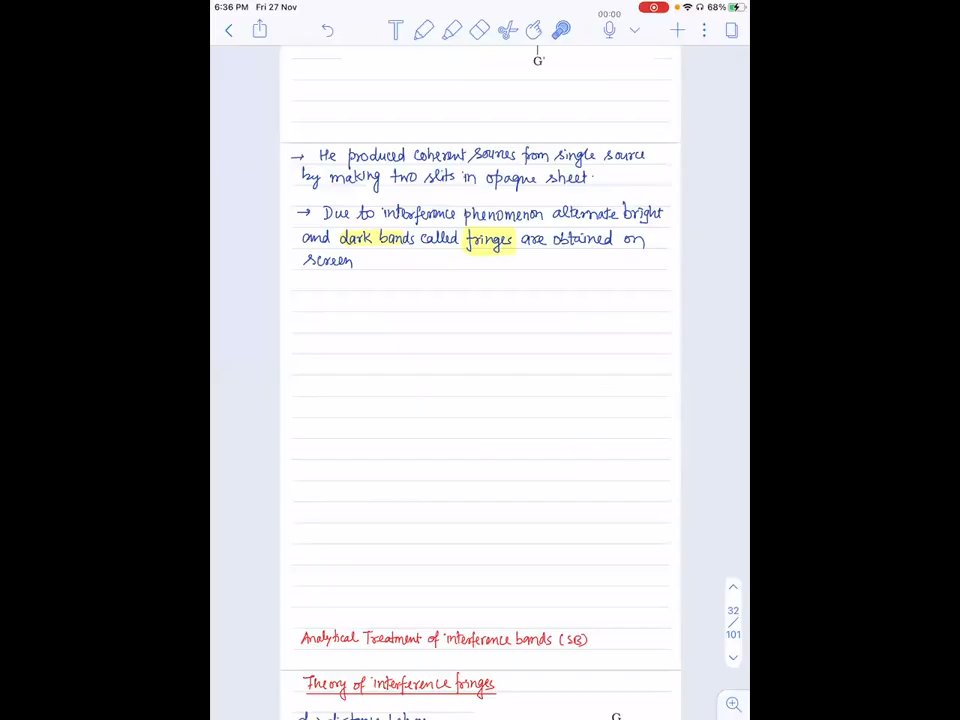 6:36 PM Fri 27 Nov
68%
00:00
T
G'
→ He produced coherent sources from single source
by making two slits in opaque sheet.
→ Due to interference phenomenon alternate bright
and dark bands called fringes are obtained on
screen
32
/
101
Analytical Treatment of interference bands (SQ)
Theory of interference fringes
d → distance between
G